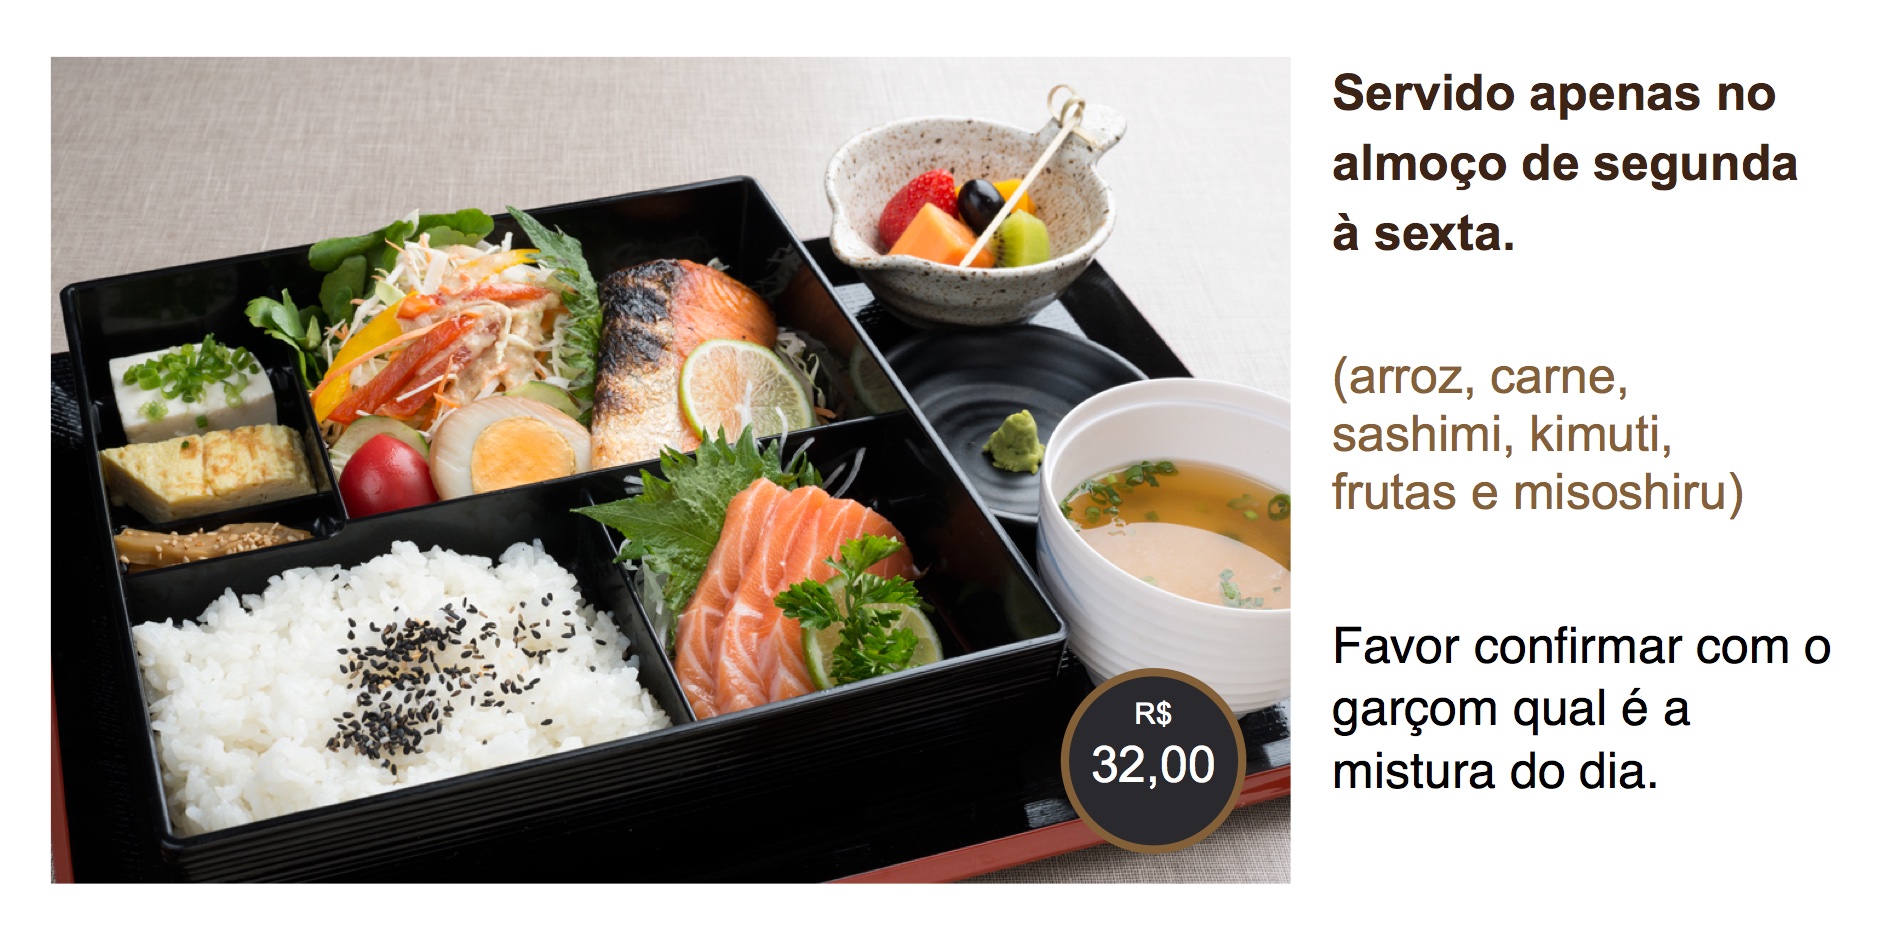 Servido apenas no
almoço de segunda
à sexta.
(arroz, carne,
sashimi, kimuti,
frutas e misoshiru)
Favor confirmar com o
garçom qual é a
mistura do dia.
R$
32,00